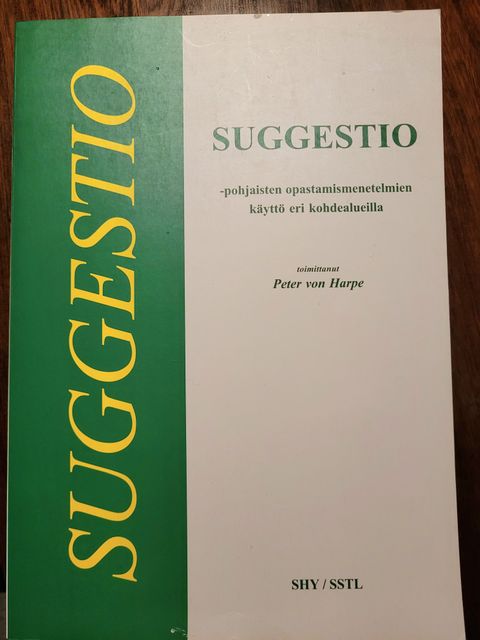 SUGGESTIO
SUGGESTIO
-pohjaisten opastamismenetelmien
käyttö eri kohdealueilla
toimittanut
Peter von Harpe
SHY / SSTL